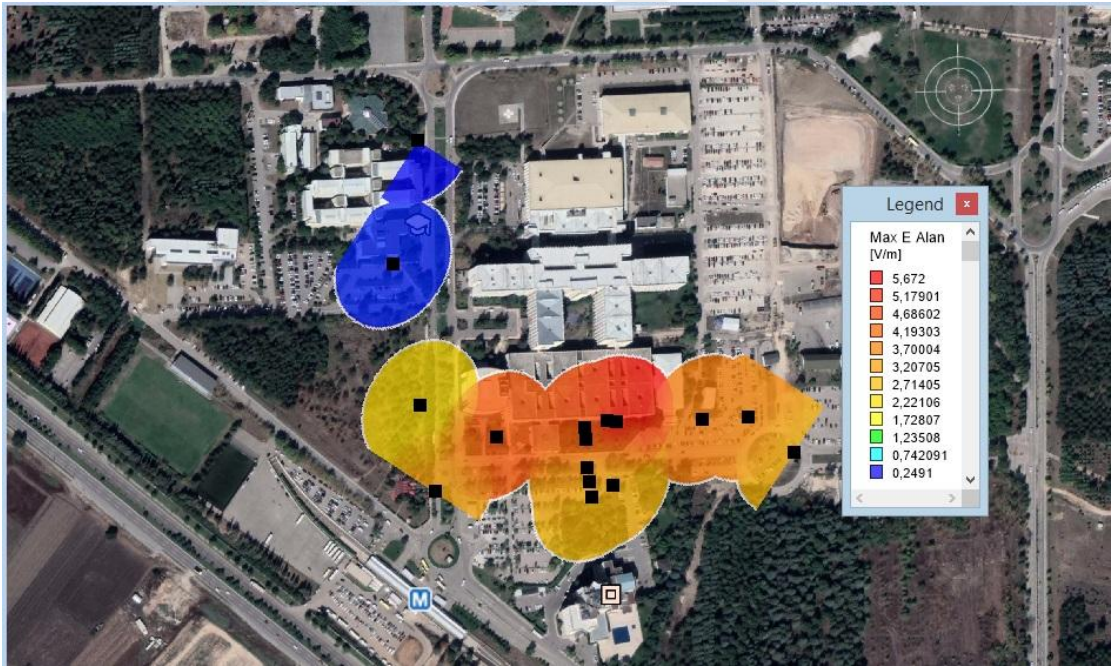 Legend
x
Max E Alan
[V/m]
5,672
5,17901
4,68602
4,19303
3,70004
3,20705
2,71405
2,22106
1,72807
1,23508
0,742091
0,2491
M